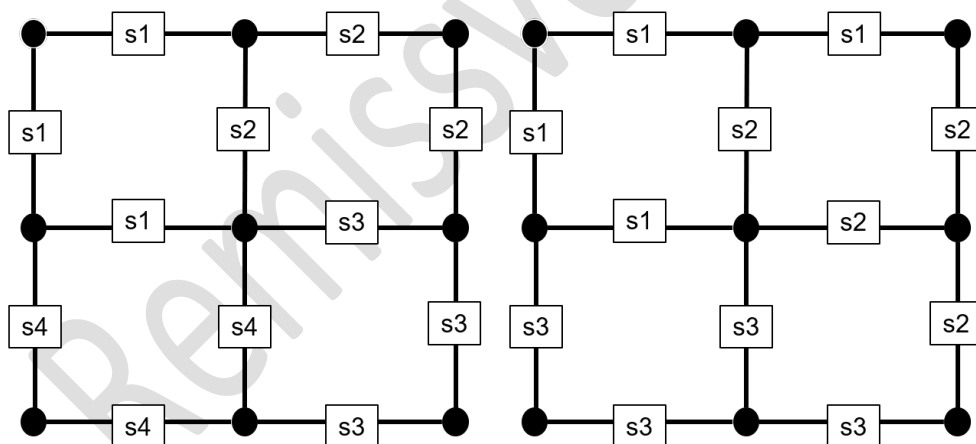 s1 s2 s1 s1
s1 s2 s2 s1 s2 s2
s1 s3 s1 s2
s4 s4 s3 s3 s3 s2
s4 s3 s3 s3